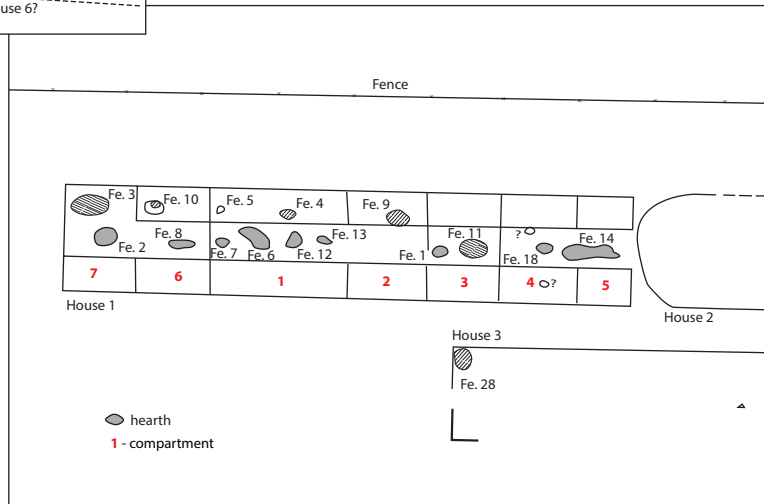 use 6?
Fence
Fe. 3
Fe. 10
Fe. 5
Fe. 4
Fe. 9
Fe. 2
Fe. 8
Fe. 7
Fe. 6
Fe. 12
Fe. 13
Fe. 1
Fe. 11
?
Fe. 18
Fe. 14
7
6
1
2
3
4
?
5
House 1
House 2
House 3
Fe. 28
hearth
1 - compartment